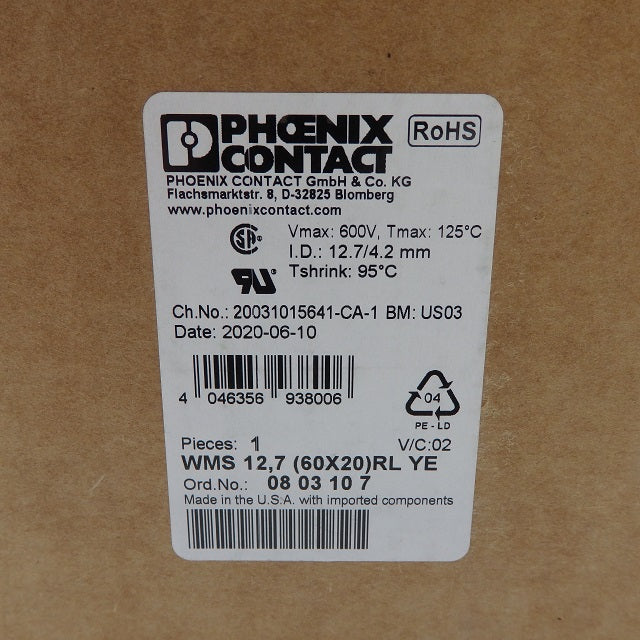 PHOENIX
CONTACT
RoHS
PHOENIX CONTACT GmbH & Co. KG
Flachsmarktstr. 8, D-32825 Blomberg
www.phoenixcontact.com
SA®
Vmax: 600V, Tmax: 125°C
I.D.: 12.7/4.2 mm
Tshrink: 95°C
Ch.No.: 20031015641-CA-1 BM: US03
Date: 2020-06-10
4 046356 938006
04
PE-LD
Pieces: 1
V/C:02
WMS 12,7 (60X20)RL YE
Ord.No.: 08 03 10 7
Made in the U.S.A. with imported components